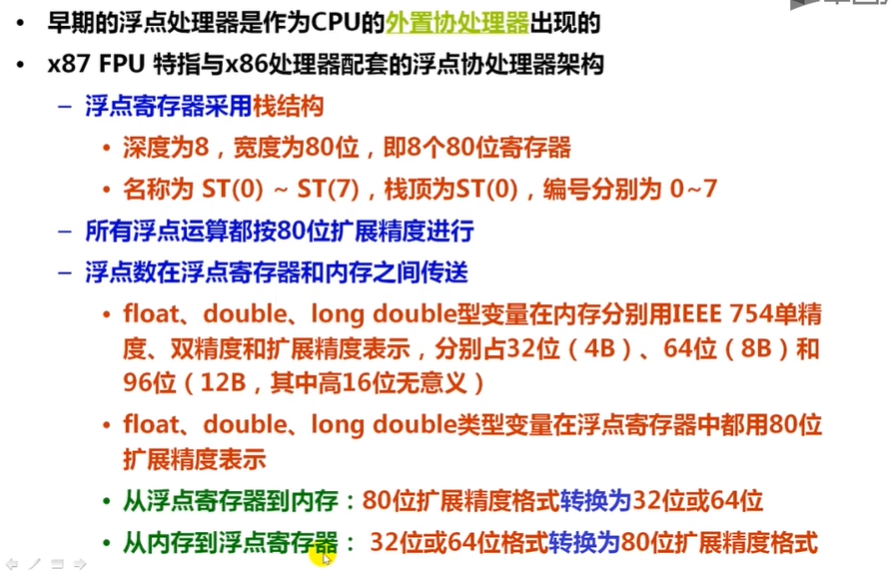 • 早期的浮点处理器是作为CPU的外置协处理器出现的
• x87 FPU 特指与x86处理器配套的浮点协处理器架构
– 浮点寄存器采用栈结构
• 深度为8，宽度为80位，即8个80位寄存器
• 名称为 ST(0) ~ ST(7)，栈顶为ST(0)，编号分别为 0~7
– 所有浮点运算都按80位扩展精度进行
– 浮点数在浮点寄存器和内存之间传送
• float、double、long double型变量在内存分别用IEEE 754单精
度、双精度和扩展精度表示，分别占32位（4B）、64位（8B）和
96位（12B，其中高16位无意义）
• float、double、long double类型变量在浮点寄存器中都用80位
扩展精度表示
• 从浮点寄存器到内存：80位扩展精度格式转换为32位或64位
• 从内存到浮点寄存器： 32位或64位格式转换为80位扩展精度格式